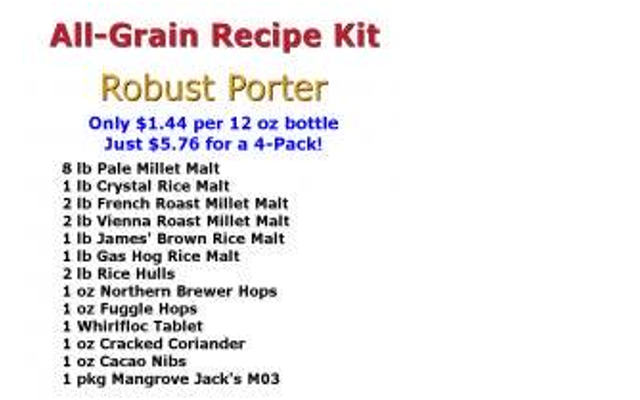 All-Grain Recipe Kit
Robust Porter
Only $1.44 per 12 oz bottle
Just $5.76 for a 4-Pack!
8 lb Pale Millet Malt
1 lb Crystal Rice Malt
2 lb French Roast Millet Malt
2 lb Vienna Roast Millet Malt
1 lb James' Brown Rice Malt
1 lb Gas Hog Rice Malt
2 lb Rice Hulls
1 oz Northern Brewer Hops
1 oz Fuggle Hops
1 Whirlfloc Tablet
1 oz Cracked Coriander
1 oz Cacao Nibs
1 pkg Mangrove Jack's M03